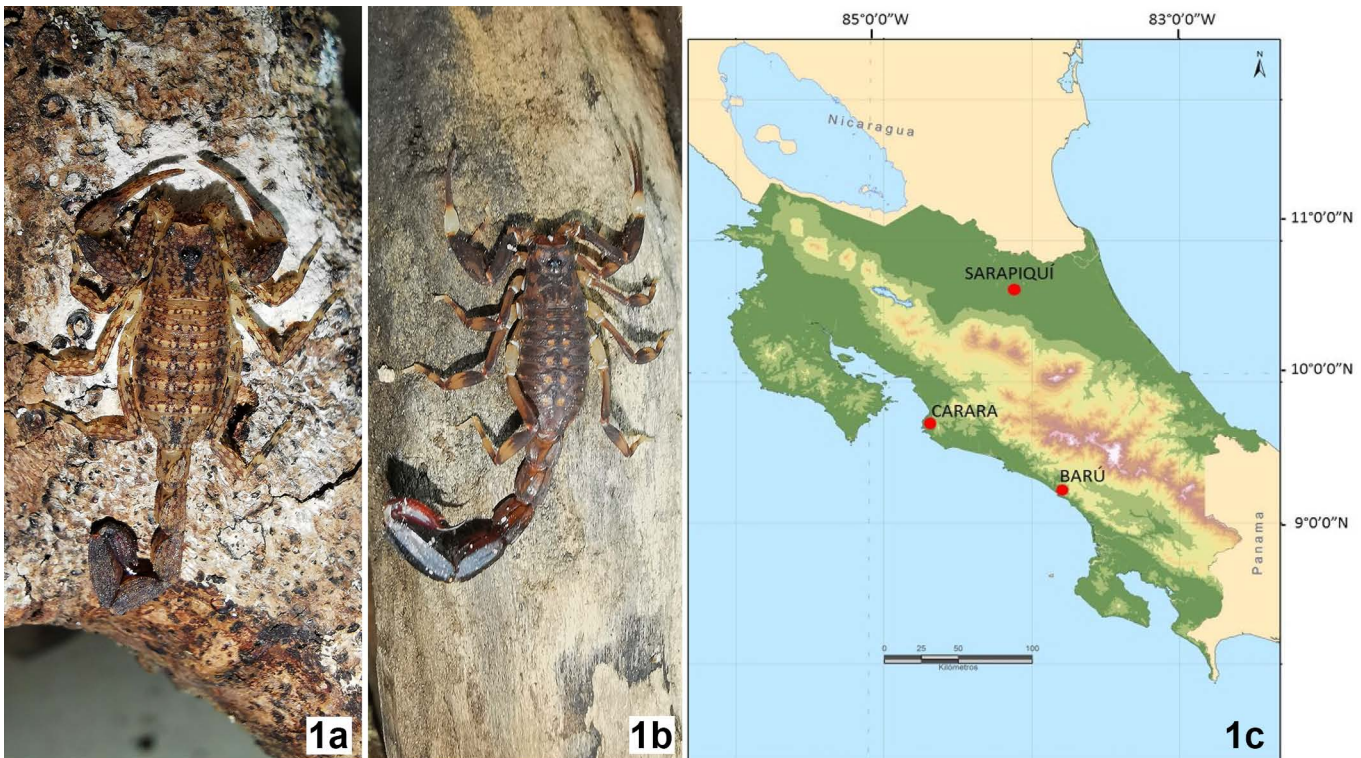 1a
1b
85°0'0"W
83°0'0"W
N
Nicaragua
11°0'0"N
SARAPIQUÍ
10°0'0"N
CARARA
BARÚ
9°0'0"N
Panama
0 25 50 100
Kilómetros
1c